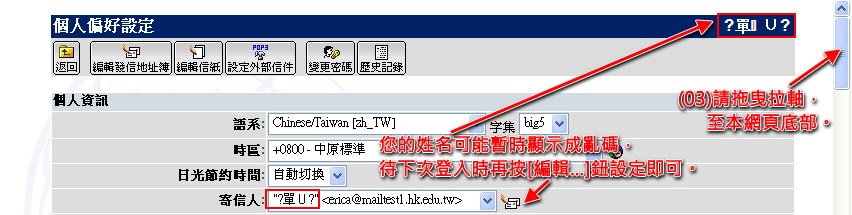 個人偏好設定 ?單 U ?
POP3
返回 編輯發信地址簿 編輯信紙 設定外部信件 變更密碼 歷史記錄
個人資訊
(03)請拖曳拉軸，
至本網頁底部。
語系: Chinese/Taiwan [zh_TW] 字集 big5
時區: +0800 - 中原標準
您的姓名可能暫時顯示成亂碼，
待下次登入時再按[編輯...]鈕設定即可。
日光節約時間: 自動切換
寄信人: "?單 U ?" <erica@mailtest1.hk.edu.tw>